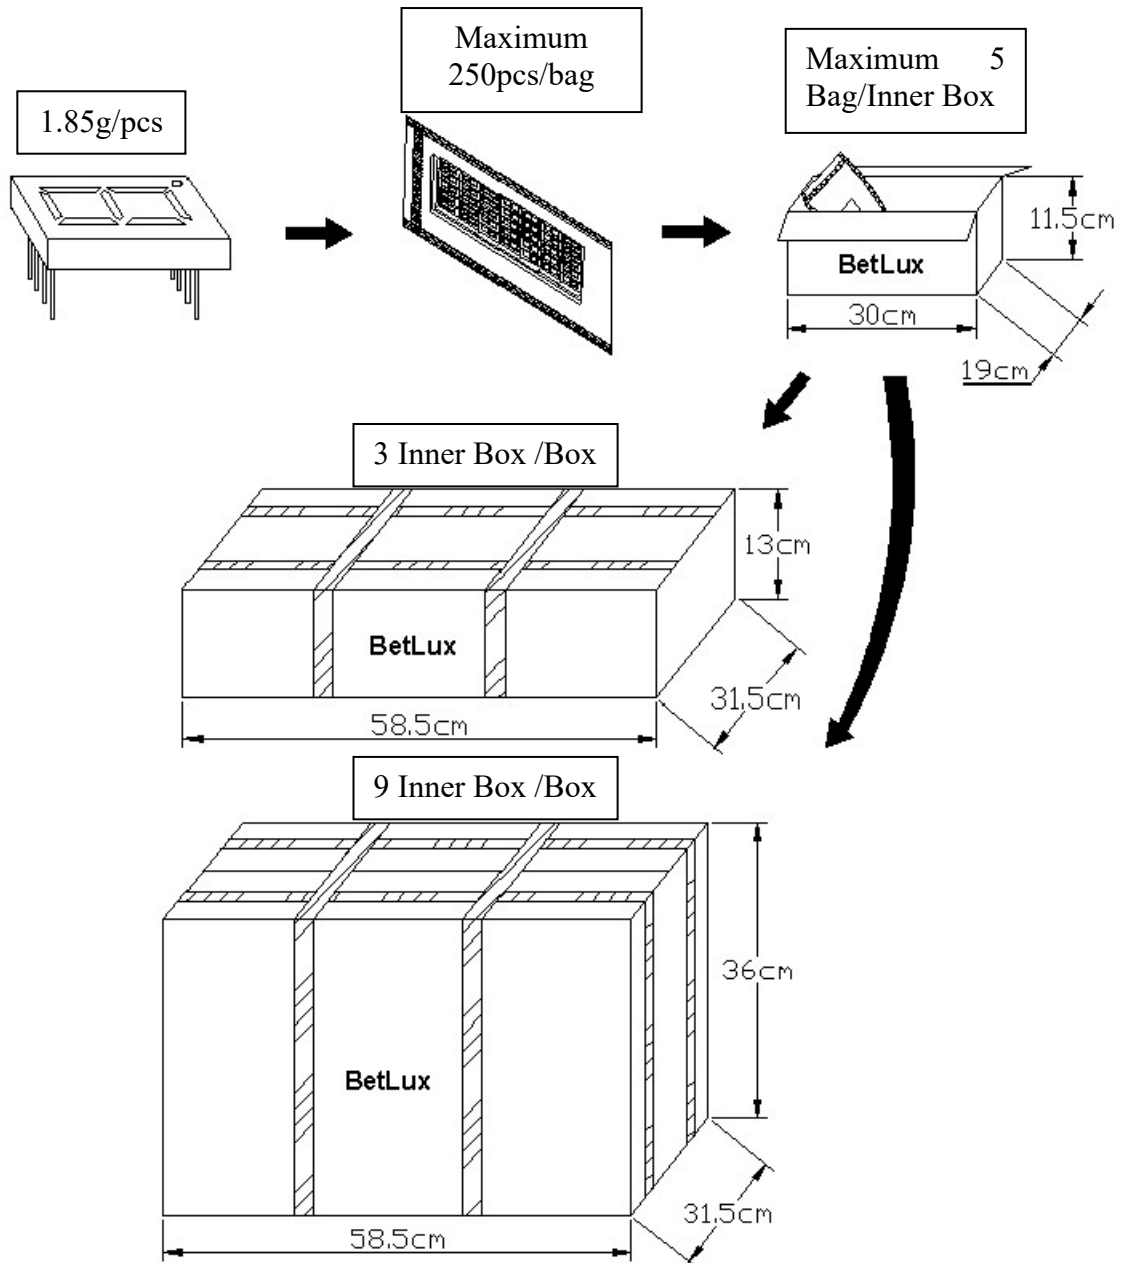 Maximum
250pcs/bag
Maximum 5
Bag/Inner Box
1.85g/pcs
11.5cm
BetLux
30cm
19cm
3 Inner Box /Box
13cm
BetLux
31.5cm
58.5cm
9 Inner Box /Box
36cm
BetLux
31.5cm
58.5cm